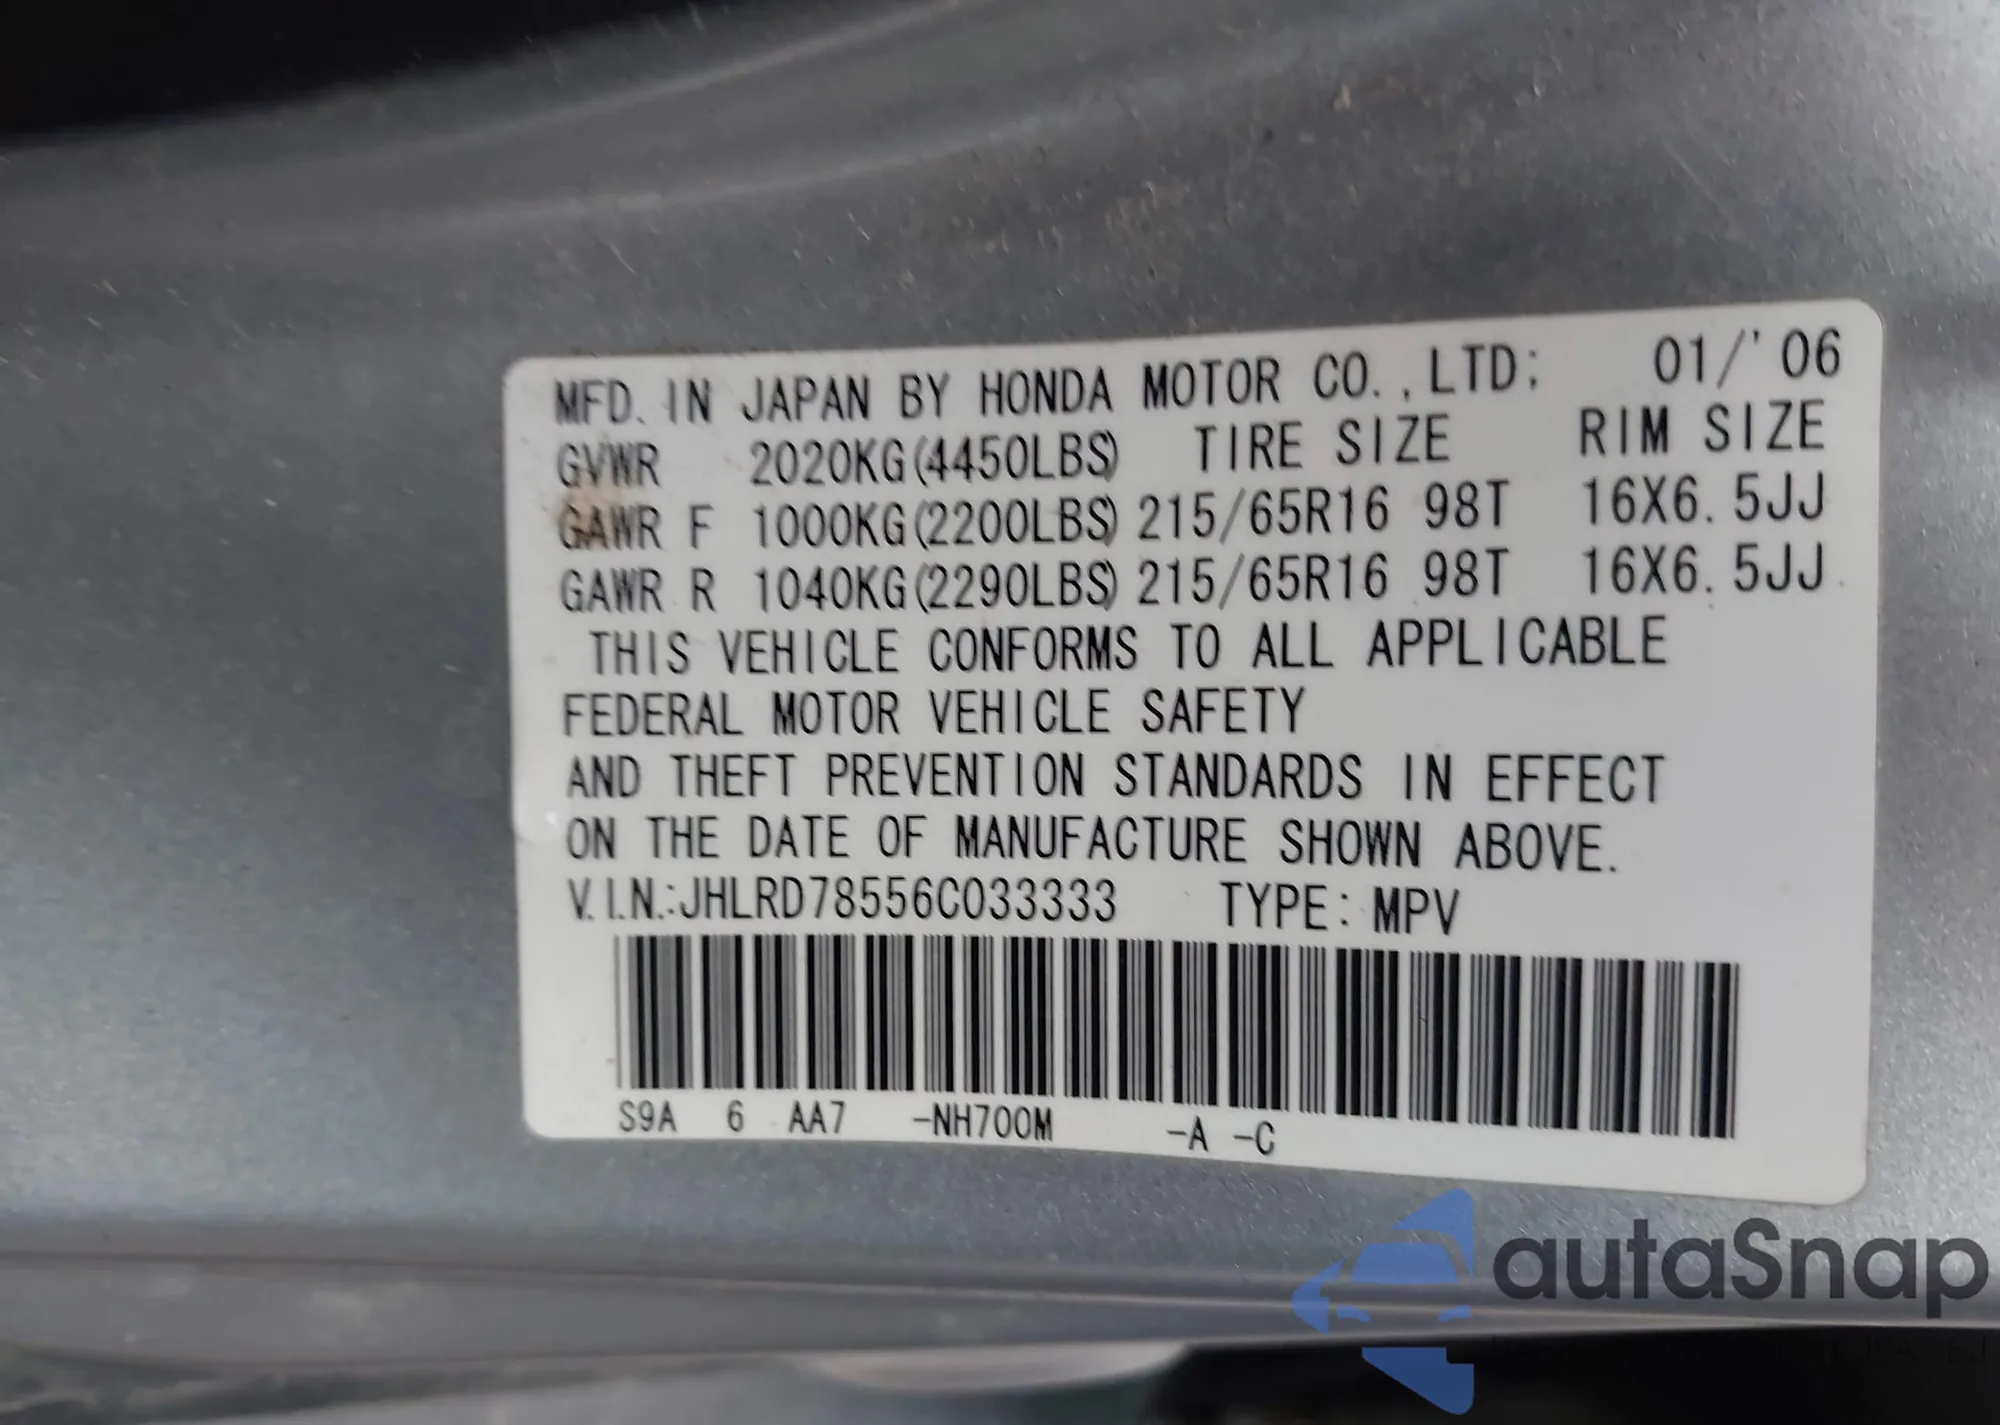 MFD. IN JAPAN BY HONDA MOTOR CO., LTD; 01/'06
GVWR 2020KG(4450LBS) TIRE SIZE RIM SIZE
GAWR F 1000KG(2200LBS) 215/65R16 98T 16X6.5JJ
GAWR R 1040KG(2290LBS) 215/65R16 98T 16X6.5JJ
THIS VEHICLE CONFORMS TO ALL APPLICABLE
FEDERAL MOTOR VEHICLE SAFETY
AND THEFT PREVENTION STANDARDS IN EFFECT
ON THE DATE OF MANUFACTURE SHOWN ABOVE.
V.I.N.:JHLRD78556C033333 TYPE: MPV
S9A 6 AA7 -NH700M -A -C
autaSnap